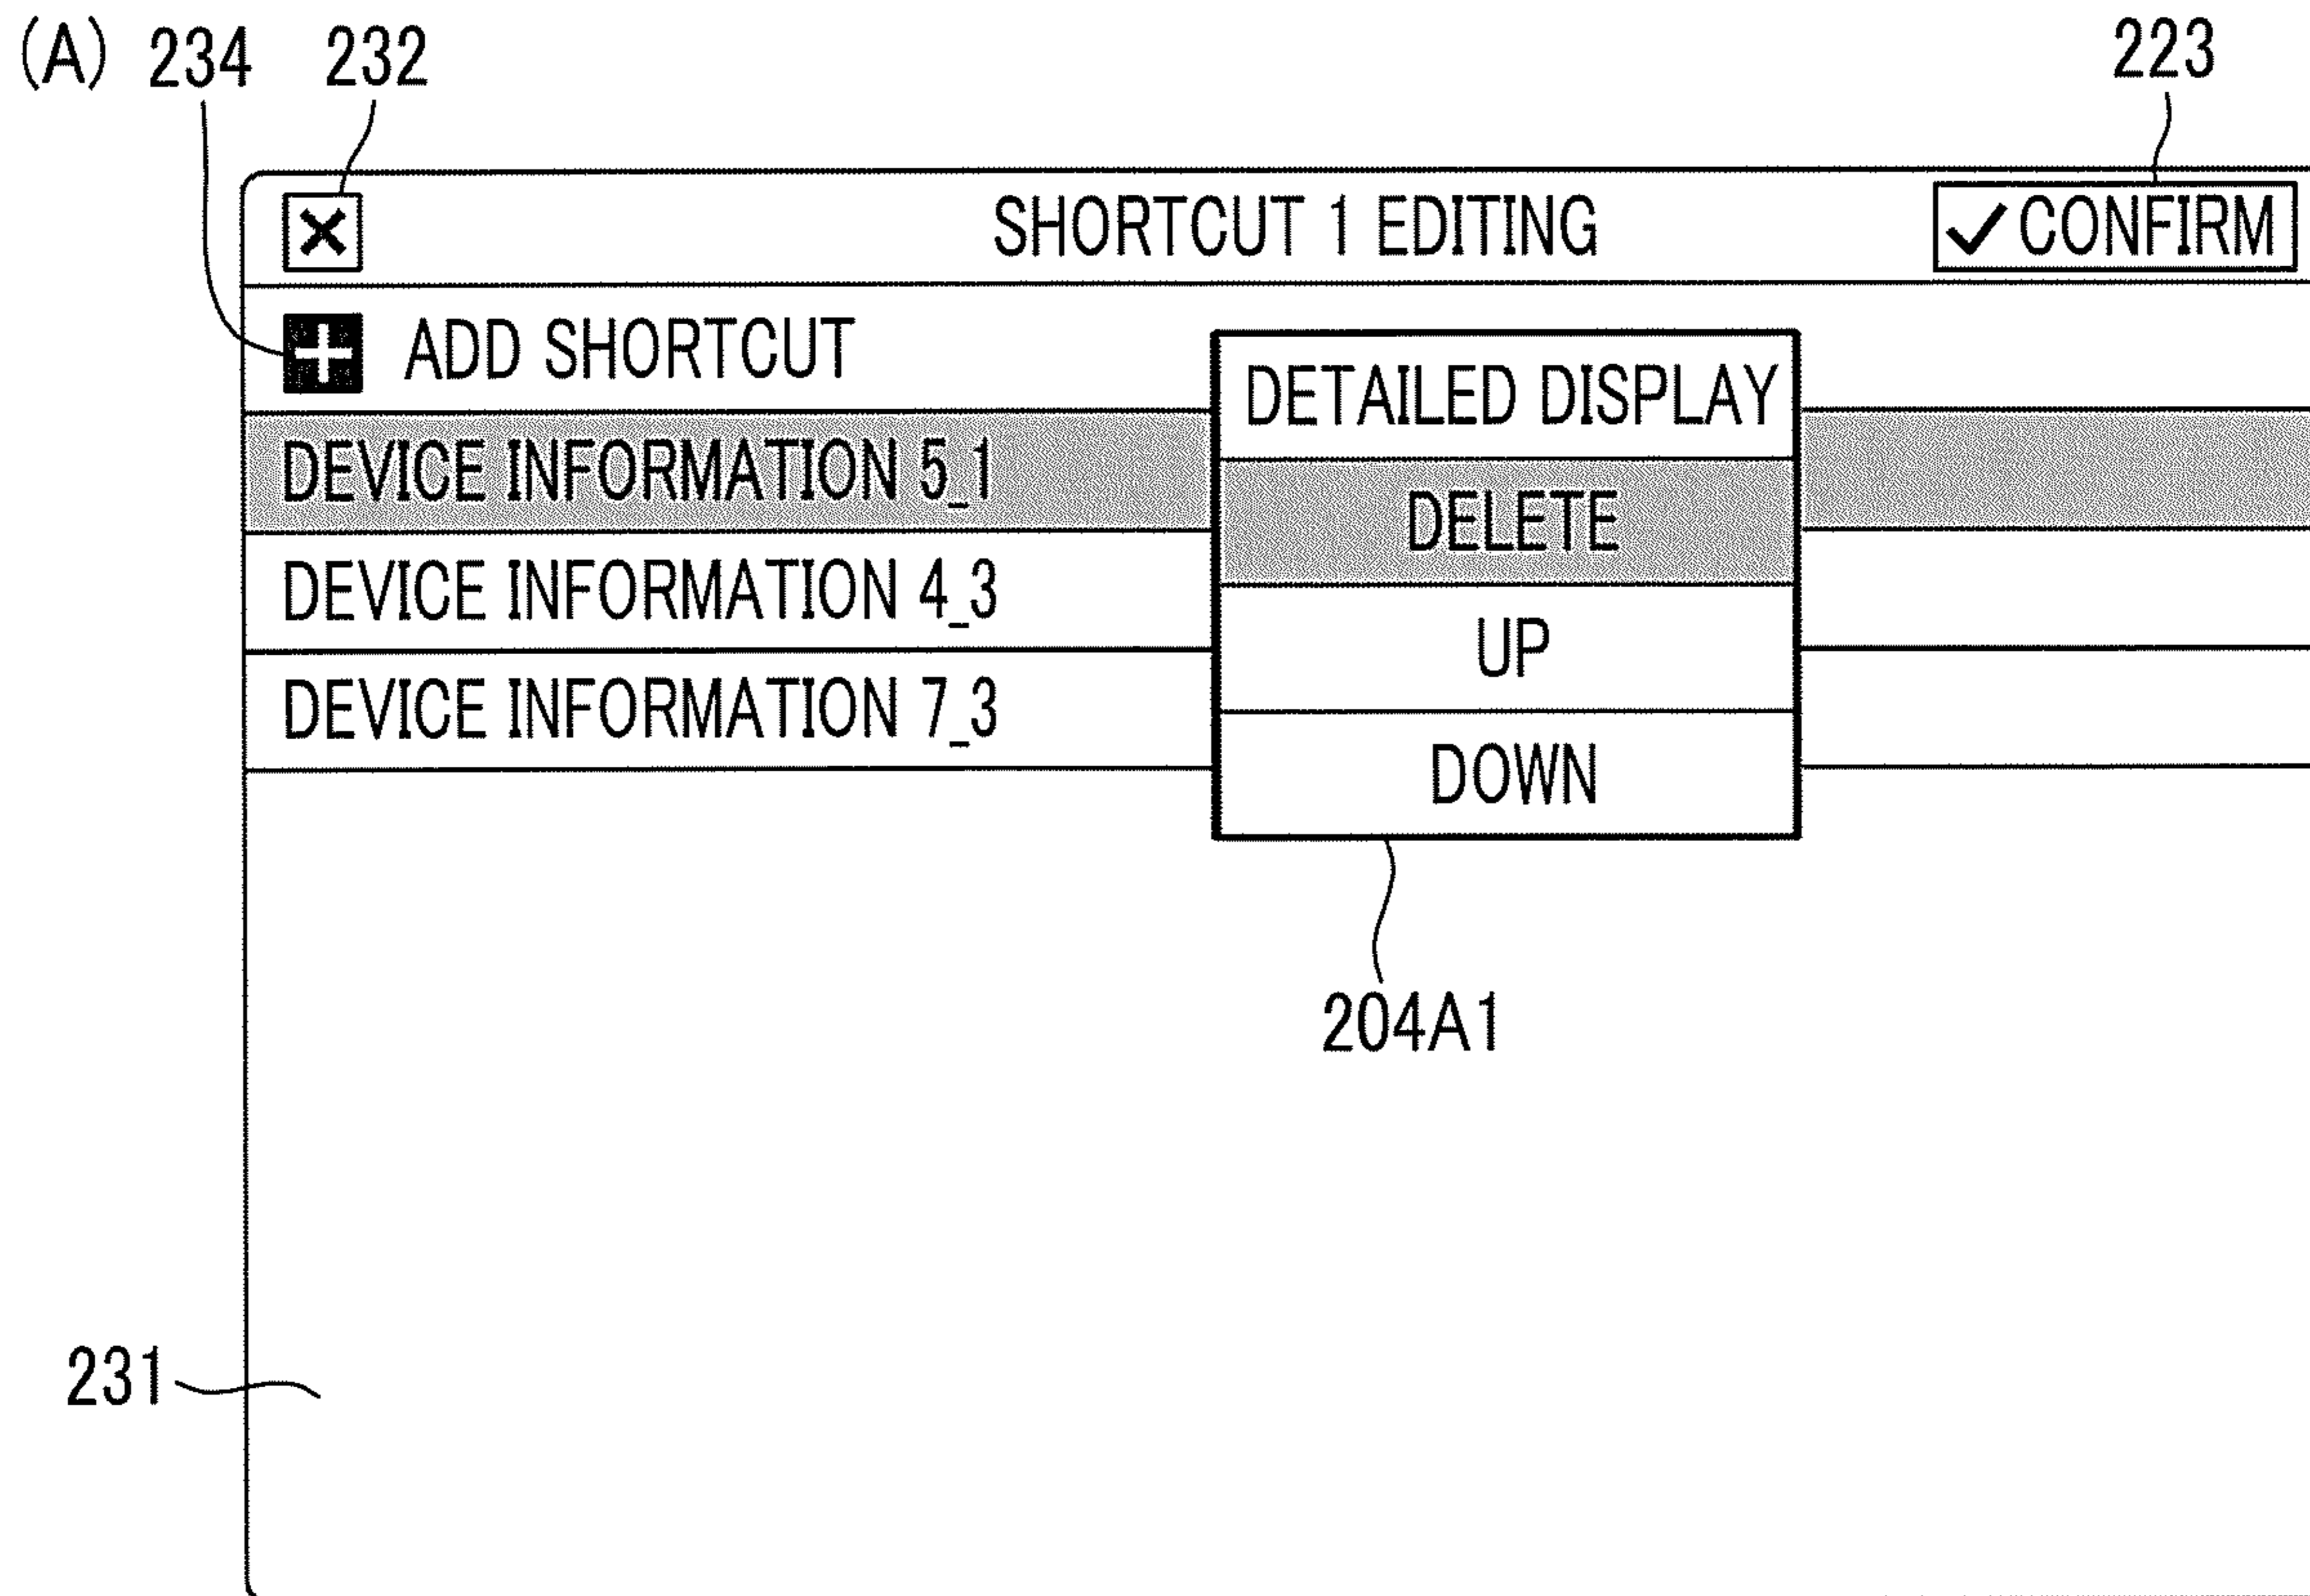 (A) 234 232 223
SHORTCUT 1 EDITING ✓CONFIRM
ADD SHORTCUT
DETAILED DISPLAY
DEVICE INFORMATION 5_1
DELETE
DEVICE INFORMATION 4_3
UP
DEVICE INFORMATION 7_3
DOWN
204A1
231